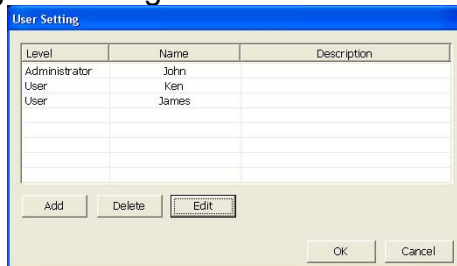 User Setting
Level Name Description
Administrator John
User Ken
User James
Add Delete Edit
OK Cancel